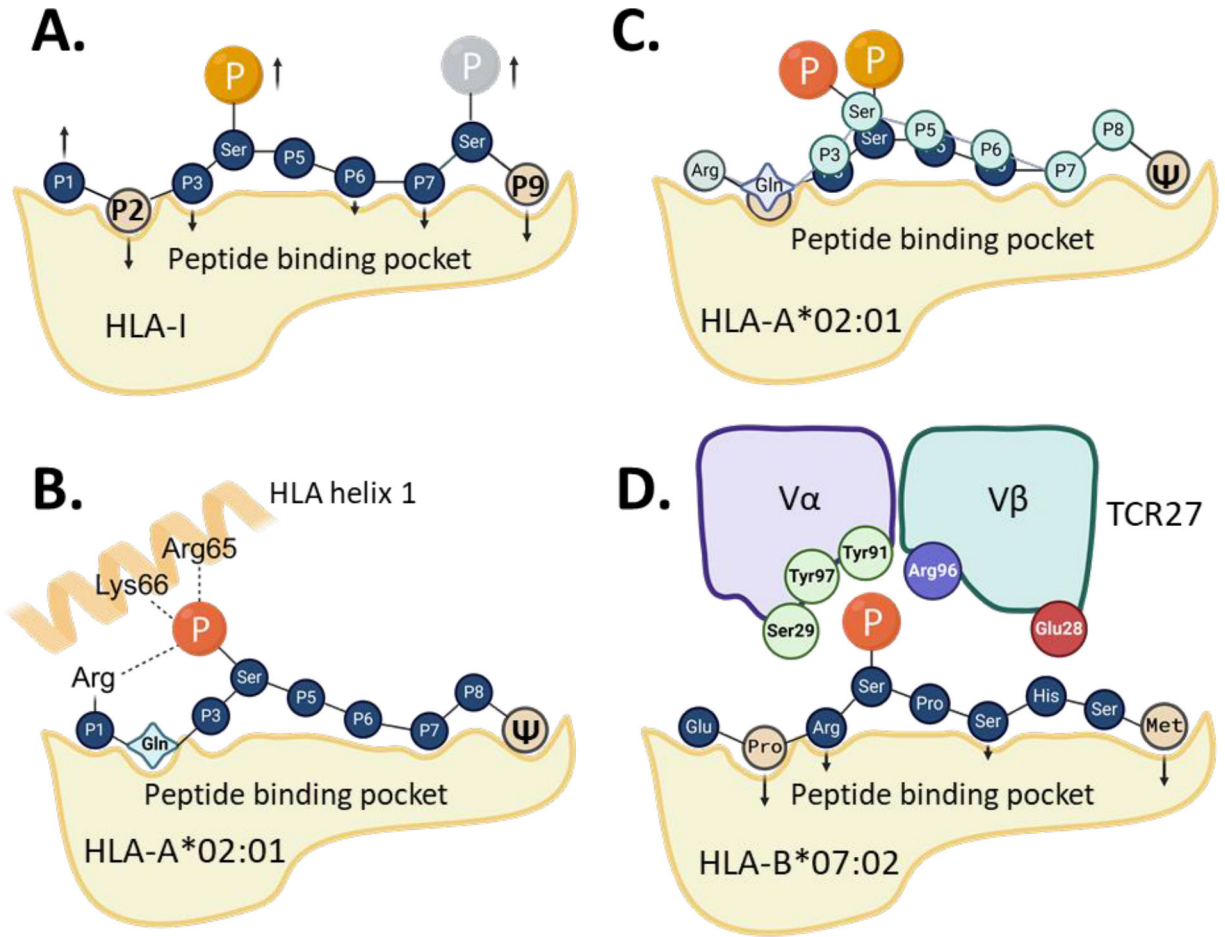 A.
P
P
P1
P2
P3
Ser
P5
P6
P7
Ser
P9
Peptide binding pocket
HLA-I
B.
HLA helix 1
Arg65
Lys66
P
Arg
P1
Gln
P3
Ser
P5
P6
P7
P8
Ψ
Peptide binding pocket
HLA-A*02:01
C.
P
P
Ser
Ser
Arg
Gln
P3
P5
P6
P7
P8
Ψ
Peptide binding pocket
HLA-A*02:01
D.
Vα
Vβ
TCR27
Tyr91
Tyr97
Ser29
Arg96
Glu28
P
Glu
Pro
Arg
Ser
Pro
Ser
His
Ser
Met
Peptide binding pocket
HLA-B*07:02